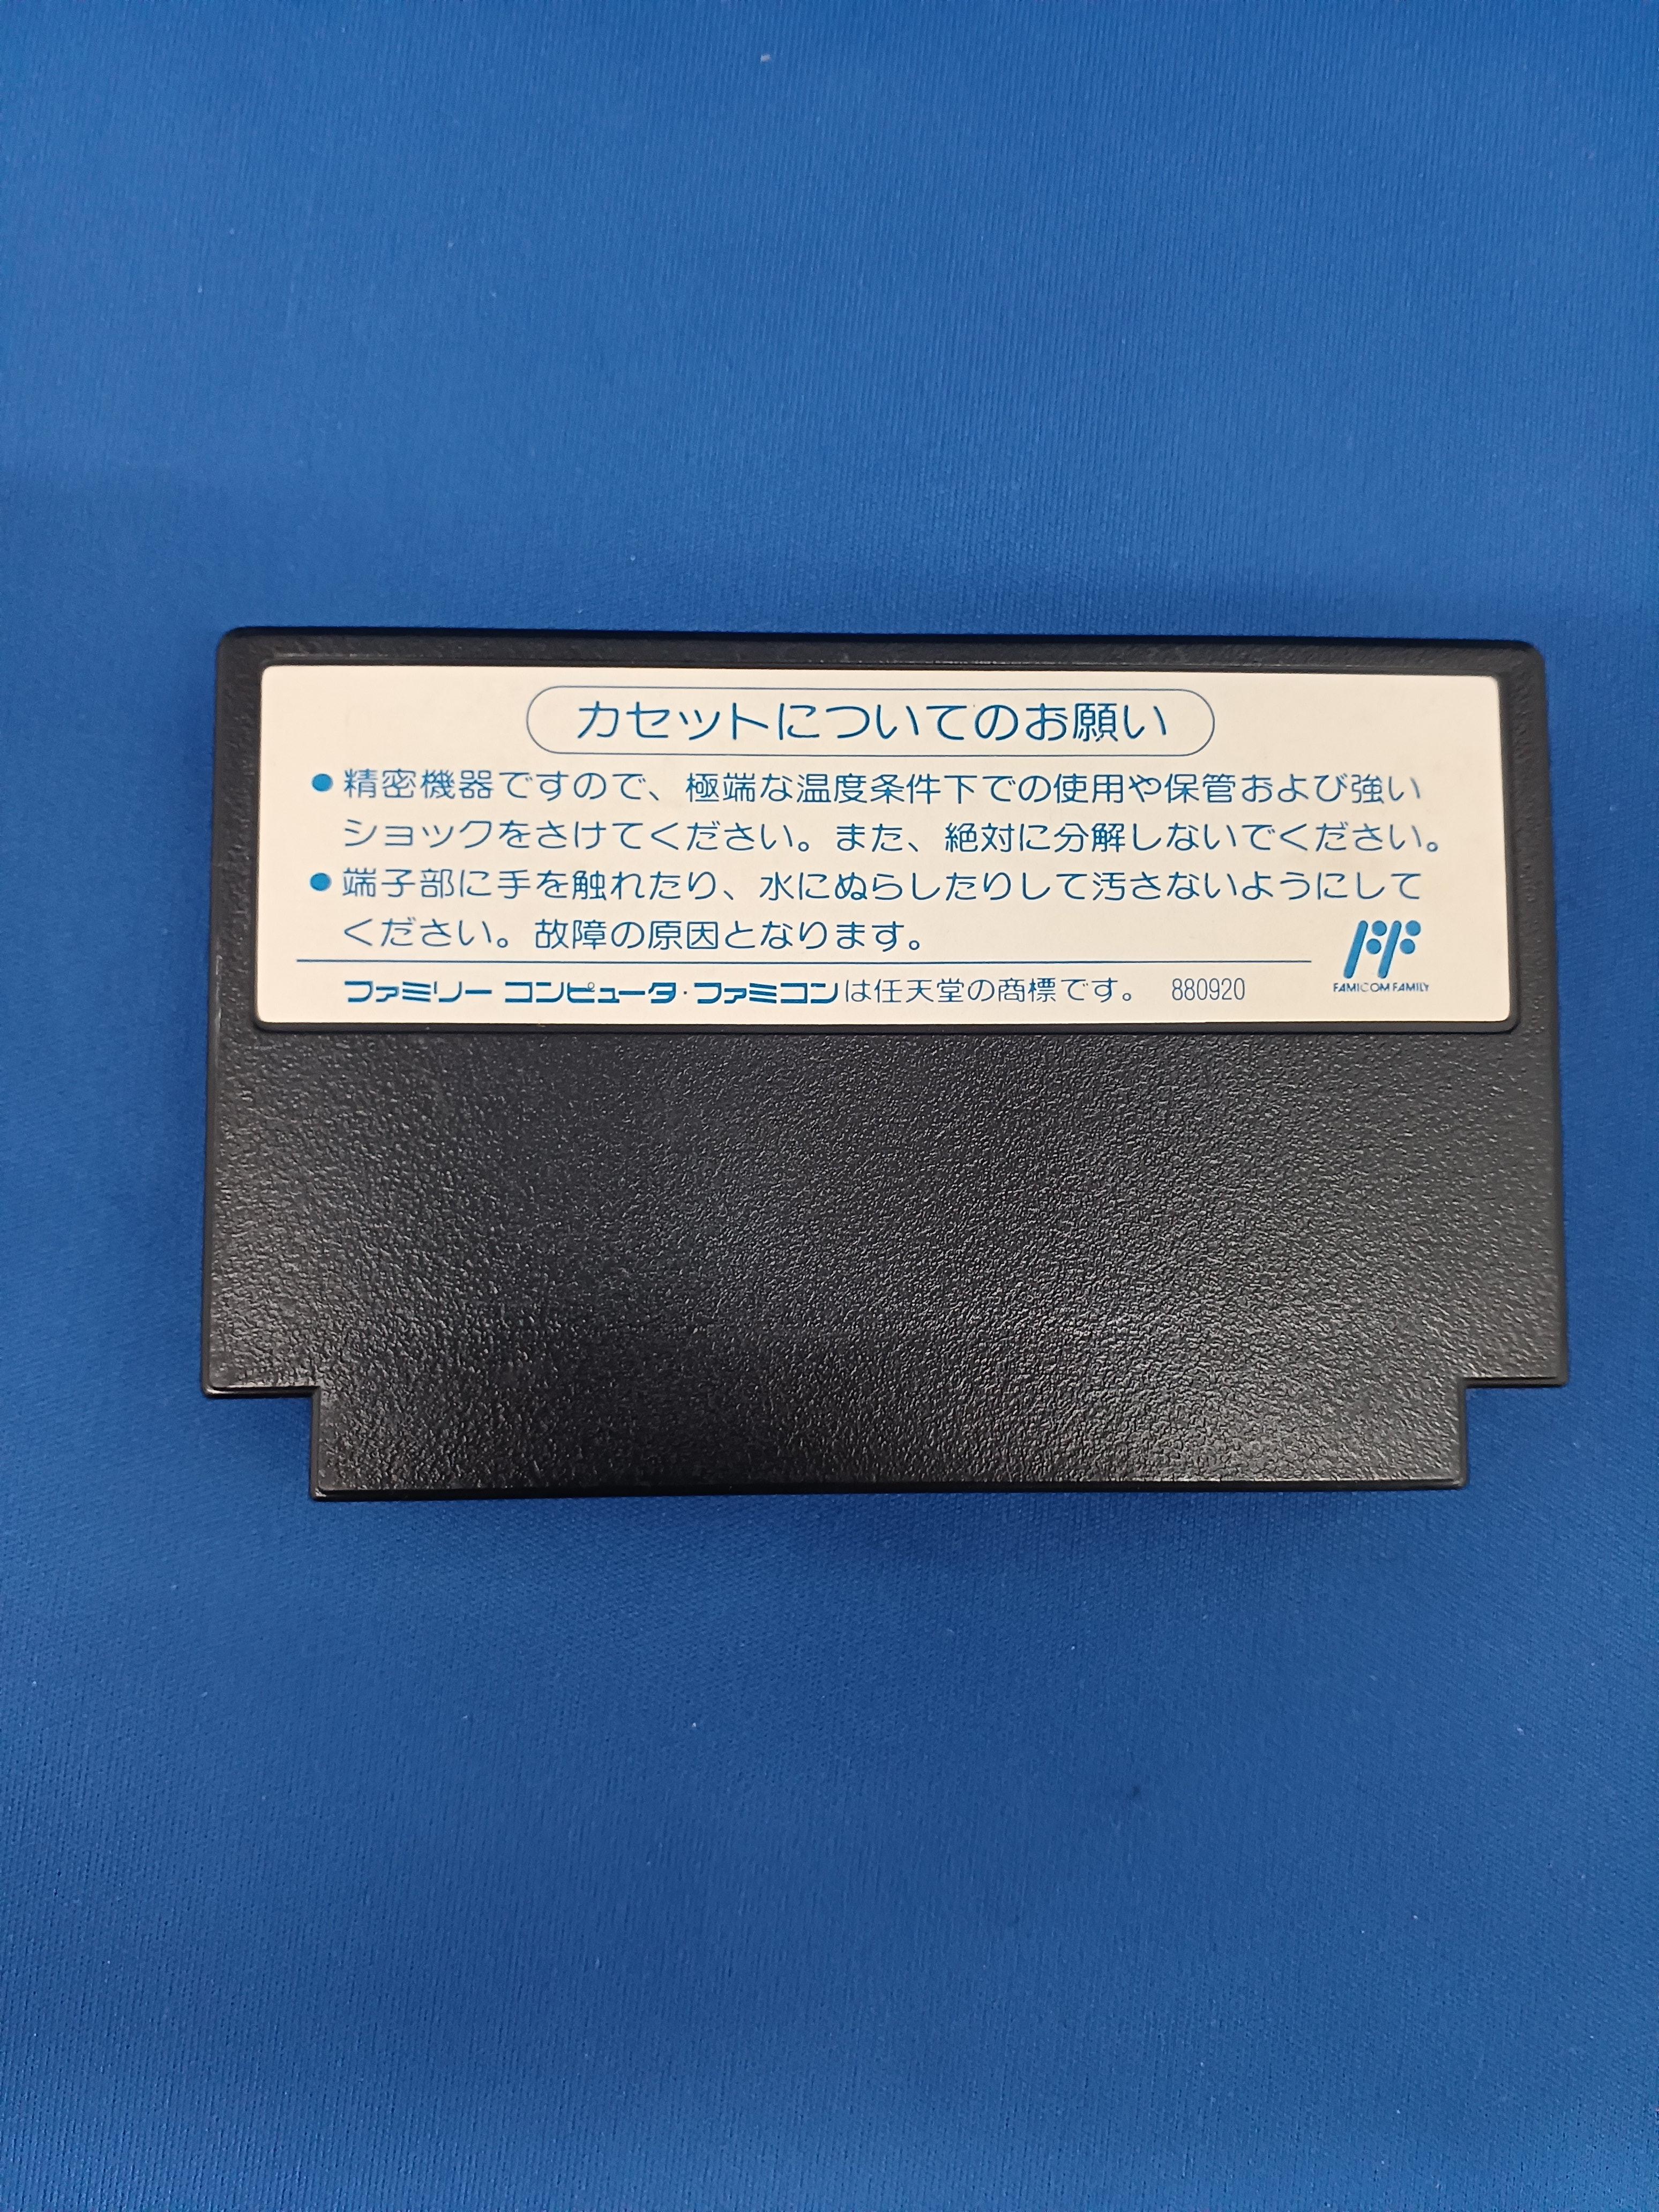 カセットについてのお願い
●精密機器ですので、極端な温度条件下での使用や保管および強い
ショックをさけてください。また、絶対に分解しないでください。
●端子部に手を触れたり、水にぬらしたりして汚さないようにして
ください。故障の原因となります。
ファミリー コンピュータ・ファミコンは任天堂の商標です。 880920
FF
FAMICOM FAMILY